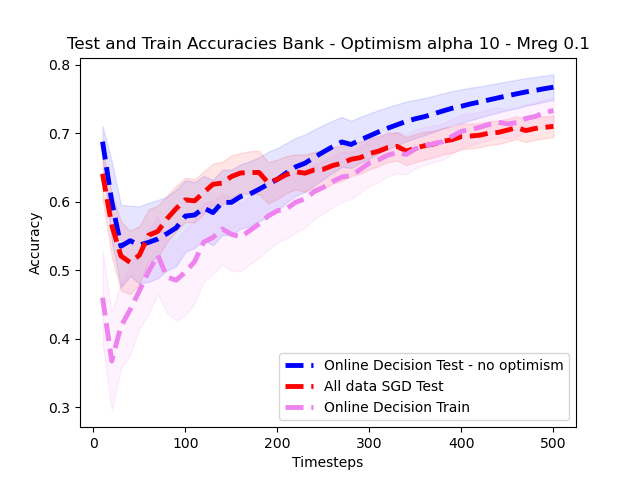 Test and Train Accuracies Bank - Optimism alpha 10 - Mreg 0.1
0.8
0.7
0.6
0.5
0.4
0.3
Accuracy
Online Decision Test - no optimism
All data SGD Test
Online Decision Train
0
100
200
300
400
500
Timesteps